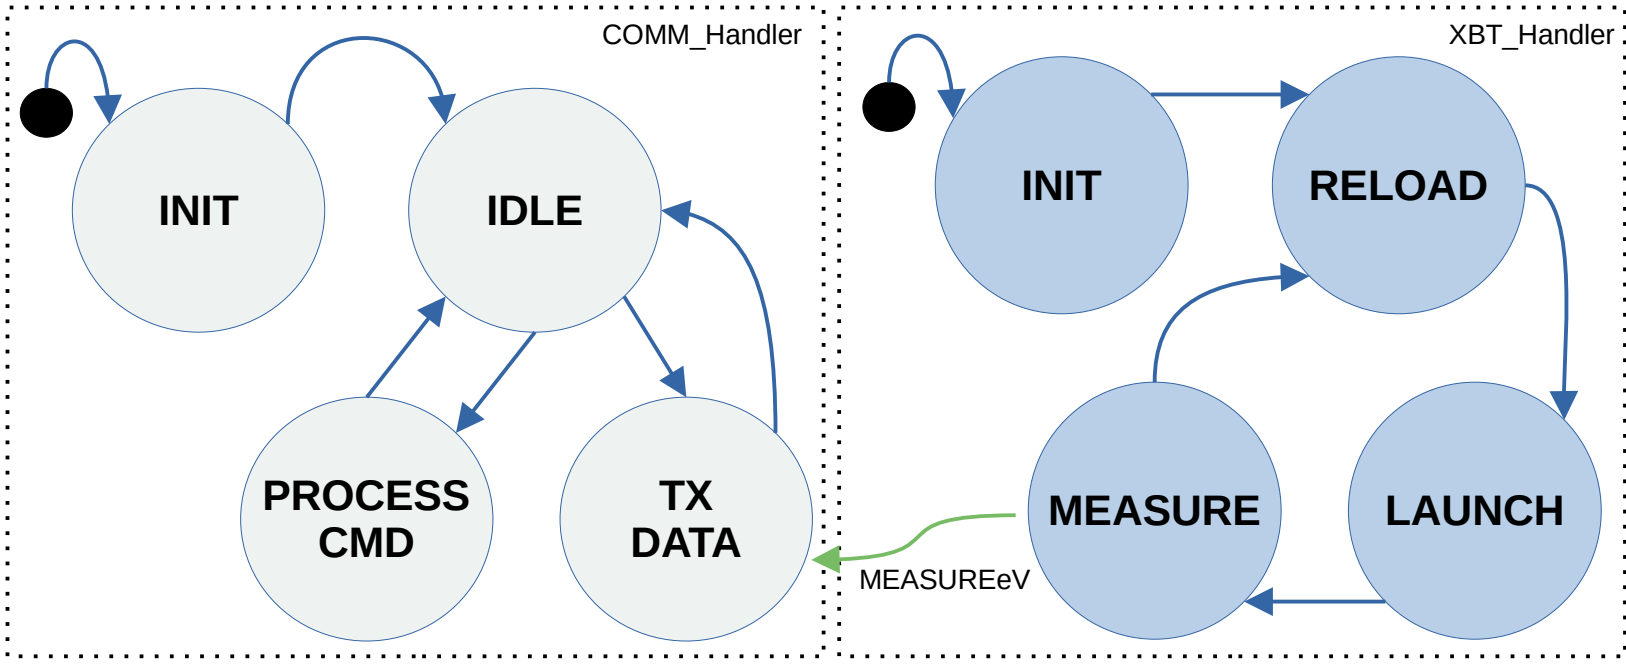 COMM_Handler
INIT
IDLE
PROCESS
CMD
TX
DATA
XBT_Handler
INIT
RELOAD
MEASURE
LAUNCH
MEASUREeV